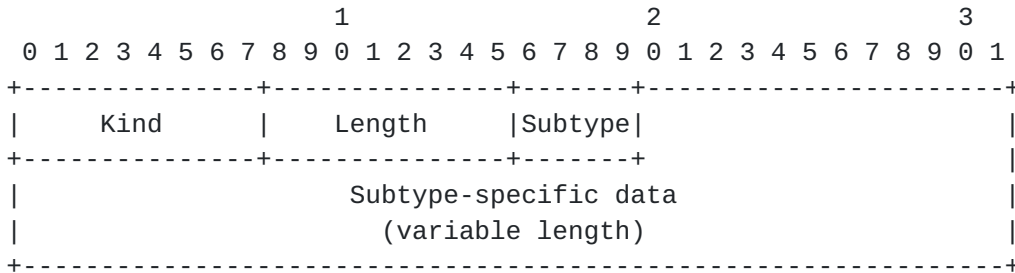 1                   2                   3
 0 1 2 3 4 5 6 7 8 9 0 1 2 3 4 5 6 7 8 9 0 1 2 3 4 5 6 7 8 9 0 1
+---------------+---------------+-------+-----------------------+
|     Kind      |    Length     |Subtype|                       |
+---------------+---------------+-------+                       |
|                     Subtype-specific data                     |
|                       (variable length)                       |
+---------------------------------------------------------------+